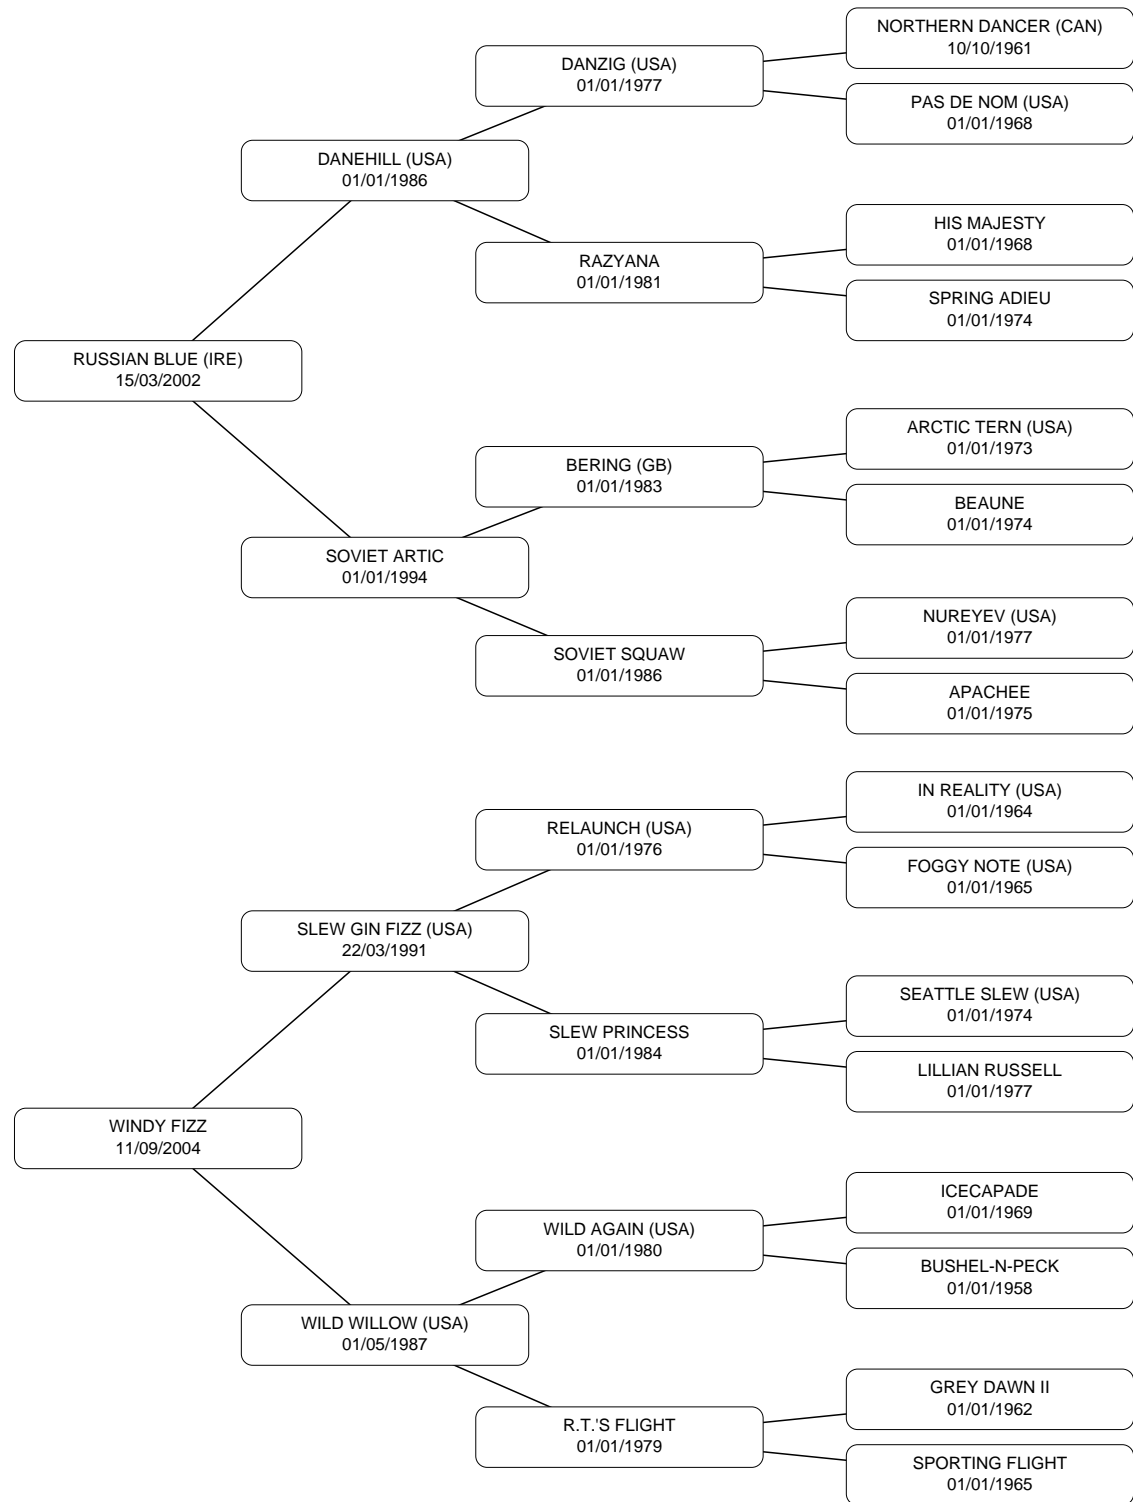 NORTHERN DANCER (CAN)
10/10/1961
DANZIG (USA)
01/01/1977
PAS DE NOM (USA)
01/01/1968
DANEHILL (USA)
01/01/1986
HIS MAJESTY
01/01/1968
RAZYANA
01/01/1981
SPRING ADIEU
01/01/1974
RUSSIAN BLUE (IRE)
15/03/2002
ARCTIC TERN (USA)
01/01/1973
BERING (GB)
01/01/1983
BEAUNE
01/01/1974
SOVIET ARTIC
01/01/1994
NUREYEV (USA)
01/01/1977
SOVIET SQUAW
01/01/1986
APACHEE
01/01/1975
IN REALITY (USA)
01/01/1964
RELAUNCH (USA)
01/01/1976
FOGGY NOTE (USA)
01/01/1965
SLEW GIN FIZZ (USA)
22/03/1991
SEATTLE SLEW (USA)
01/01/1974
SLEW PRINCESS
01/01/1984
LILLIAN RUSSELL
01/01/1977
WINDY FIZZ
11/09/2004
ICECAPADE
01/01/1969
WILD AGAIN (USA)
01/01/1980
BUSHEL-N-PECK
01/01/1958
WILD WILLOW (USA)
01/05/1987
GREY DAWN II
01/01/1962
R.T.'S FLIGHT
01/01/1979
SPORTING FLIGHT
01/01/1965